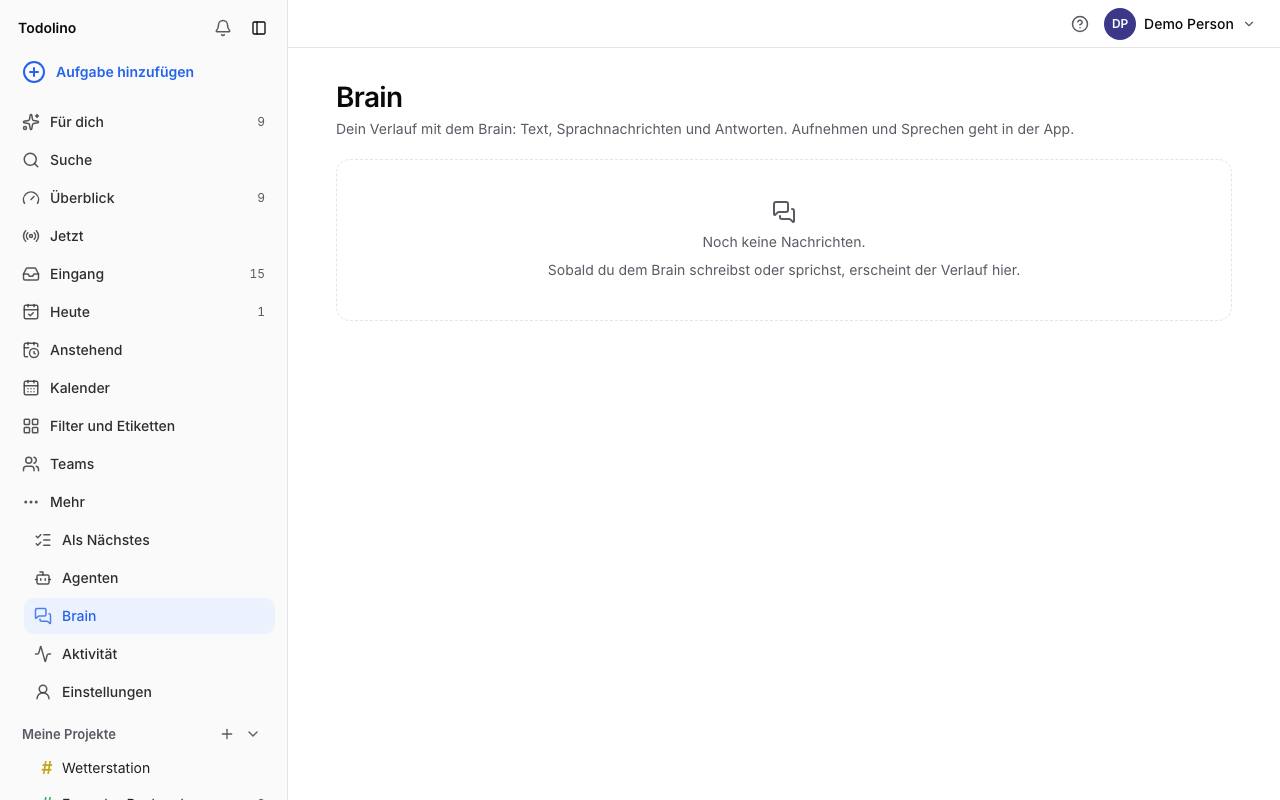 Todolino
Aufgabe hinzufügen
Für dich 9
Suche
Überblick 9
Jetzt
Eingang 15
Heute 1
Anstehend
Kalender
Filter und Etiketten
Teams
Mehr
Als Nächstes
Agenten
Brain
Aktivität
Einstellungen
Meine Projekte
# Wetterstation
DP Demo Person
Brain
Dein Verlauf mit dem Brain: Text, Sprachnachrichten und Antworten. Aufnehmen und Sprechen geht in der App.
Noch keine Nachrichten.
Sobald du dem Brain schreibst oder sprichst, erscheint der Verlauf hier.